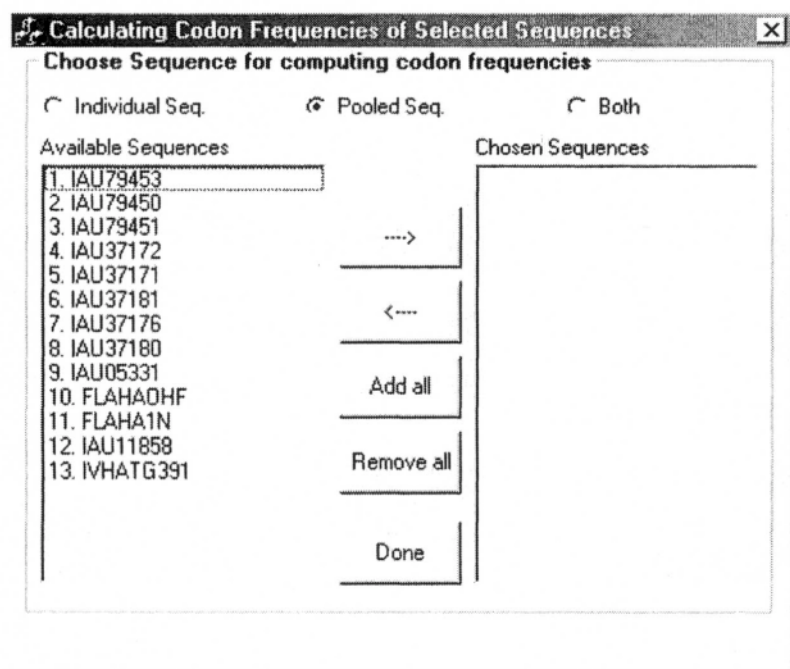 Calculating Codon Frequencies of Selected Sequences
Choose Sequence for computing codon frequencies
Individual Seq.
Pooled Seq.
Both
Available Sequences
Chosen Sequences
1. IAU79453
2. IAU79450
3. IAU79451
4. IAU37172
5. IAU37171
6. IAU37181
7. IAU37176
8. IAU37180
9. IAU05331
10. FLAHAOHF
11. FLAHA1N
12. IAU11858
13. IVHATG391
---->
<----
Add all
Remove all
Done